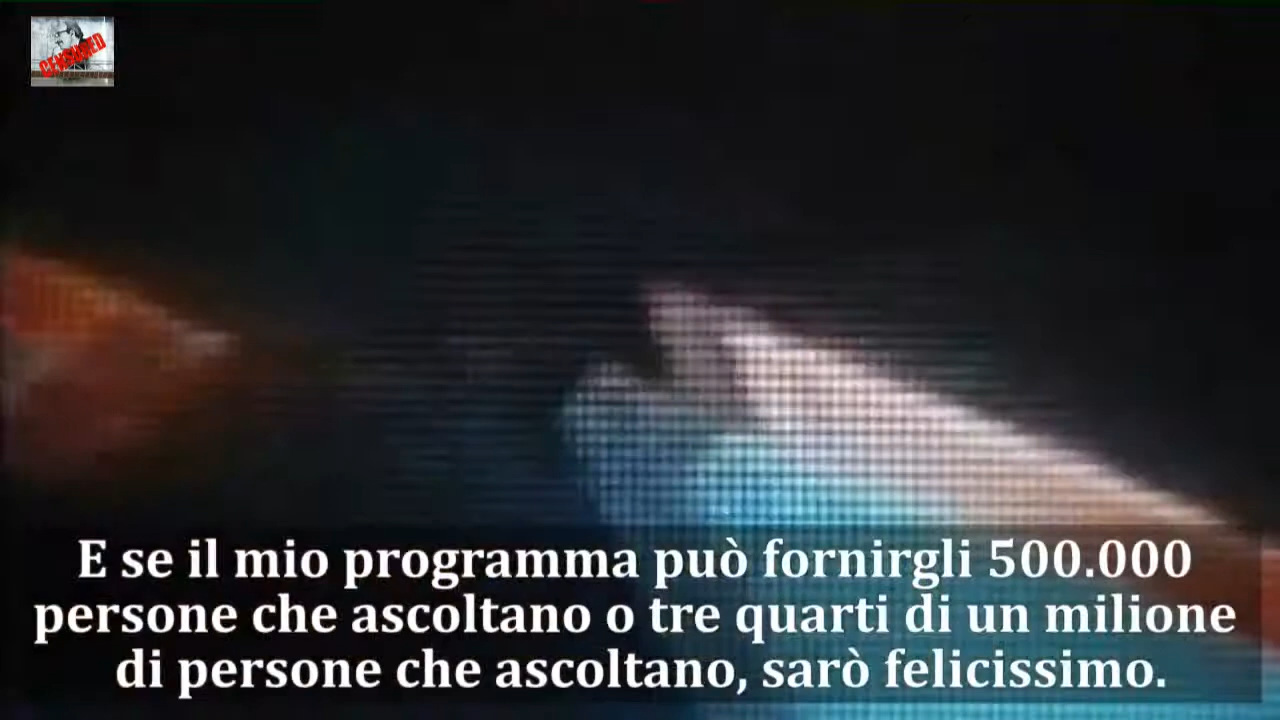 CENSURED
E se il mio programma può fornirgli 500.000
persone che ascoltano o tre quarti di un milione
di persone che ascoltano, sarò felicissimo.